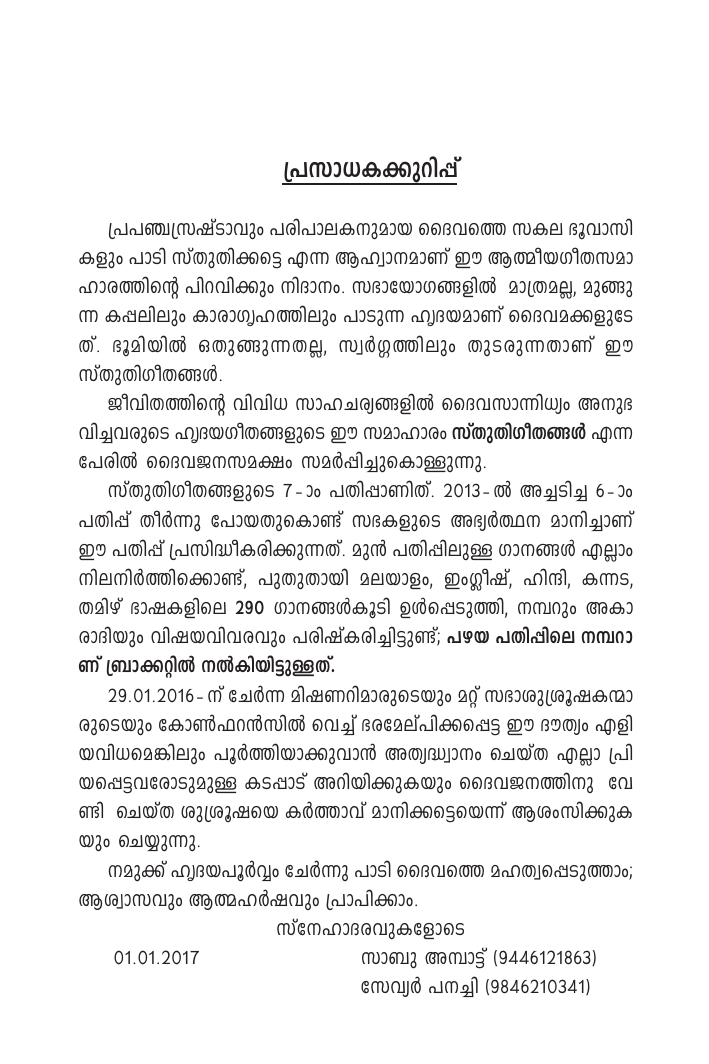 പ്രസാധകക്കുറിപ്പ്
പ്രപഞ്ചസ്രഷ്ടാവും പരിപാലകനുമായ ദൈവത്തെ സകല ഭൂവാസി
കളും പാടി സ്തുതിക്കട്ടെ എന്ന ആഹ്വാനമാണ് ഈ ആത്മീയഗീതസമാ
ഹാരത്തിന്റെ പിറവിക്കും നിദാനം. സഭായോഗങ്ങളിൽ മാത്രമല്ല, മുങ്ങു
ന്ന കപ്പലിലും കാരാഗൃഹത്തിലും പാടുന്ന ഹൃദയമാണ് ദൈവമക്കളുടേ
ത്. ഭൂമിയിൽ ഒതുങ്ങുന്നതല്ല, സ്വർഗ്ഗത്തിലും തുടരുന്നതാണ് ഈ
സ്തുതിഗീതങ്ങൾ.
ജീവിതത്തിന്റെ വിവിധ സാഹചര്യങ്ങളിൽ ദൈവസാന്നിധ്യം അനുഭ
വിച്ചവരുടെ ഹൃദയഗീതങ്ങളുടെ ഈ സമാഹാരം സ്തുതിഗീതങ്ങൾ എന്ന
പേരിൽ ദൈവജനസമക്ഷം സമർപ്പിച്ചുകൊള്ളുന്നു.
സ്തുതിഗീതങ്ങളുടെ 7-ാം പതിപ്പാണിത്. 2013-ൽ അച്ചടിച്ച 6-ാം
പതിപ്പ് തീർന്നു പോയതുകൊണ്ട് സഭകളുടെ അഭ്യർത്ഥന മാനിച്ചാണ്
ഈ പതിപ്പ് പ്രസിദ്ധീകരിക്കുന്നത്. മുൻ പതിപ്പിലുള്ള ഗാനങ്ങൾ എല്ലാം
നിലനിർത്തിക്കൊണ്ട്, പുതുതായി മലയാളം, ഇംഗ്ലീഷ്, ഹിന്ദി, കന്നട,
തമിഴ് ഭാഷകളിലെ 290 ഗാനങ്ങൾകൂടി ഉൾപ്പെടുത്തി, നമ്പറും അകാ
രാദിയും വിഷയവിവരവും പരിഷ്കരിച്ചിട്ടുണ്ട്; പഴയ പതിപ്പിലെ നമ്പറാ
ണ് ബ്രാക്കറ്റിൽ നൽകിയിട്ടുള്ളത്.
29.01.2016-ന് ചേർന്ന മിഷണറിമാരുടെയും മറ്റ് സഭാശുശ്രൂഷകന്മാ
രുടെയും കോൺഫറൻസിൽ വെച്ച് ഭരമേല്പിക്കപ്പെട്ട ഈ ദൗത്യം എളി
യവിധമെങ്കിലും പൂർത്തിയാക്കുവാൻ അത്യദ്ധ്വാനം ചെയ്ത എല്ലാ പ്രി
യപ്പെട്ടവരോടുമുള്ള കടപ്പാട് അറിയിക്കുകയും ദൈവജനത്തിനു വേ
ണ്ടി ചെയ്ത ശുശ്രൂഷയെ കർത്താവ് മാനിക്കട്ടെയെന്ന് ആശംസിക്കുക
യും ചെയ്യുന്നു.
നമുക്ക് ഹൃദയപൂർവ്വം ചേർന്നു പാടി ദൈവത്തെ മഹത്വപ്പെടുത്താം;
ആശ്വാസവും ആത്മഹർഷവും പ്രാപിക്കാം.
സ്നേഹാദരവുകളോടെ
01.01.2017 സാബു അമ്പാട്ട് (9446121863)
സേവ്യർ പനച്ചി (9846210341)